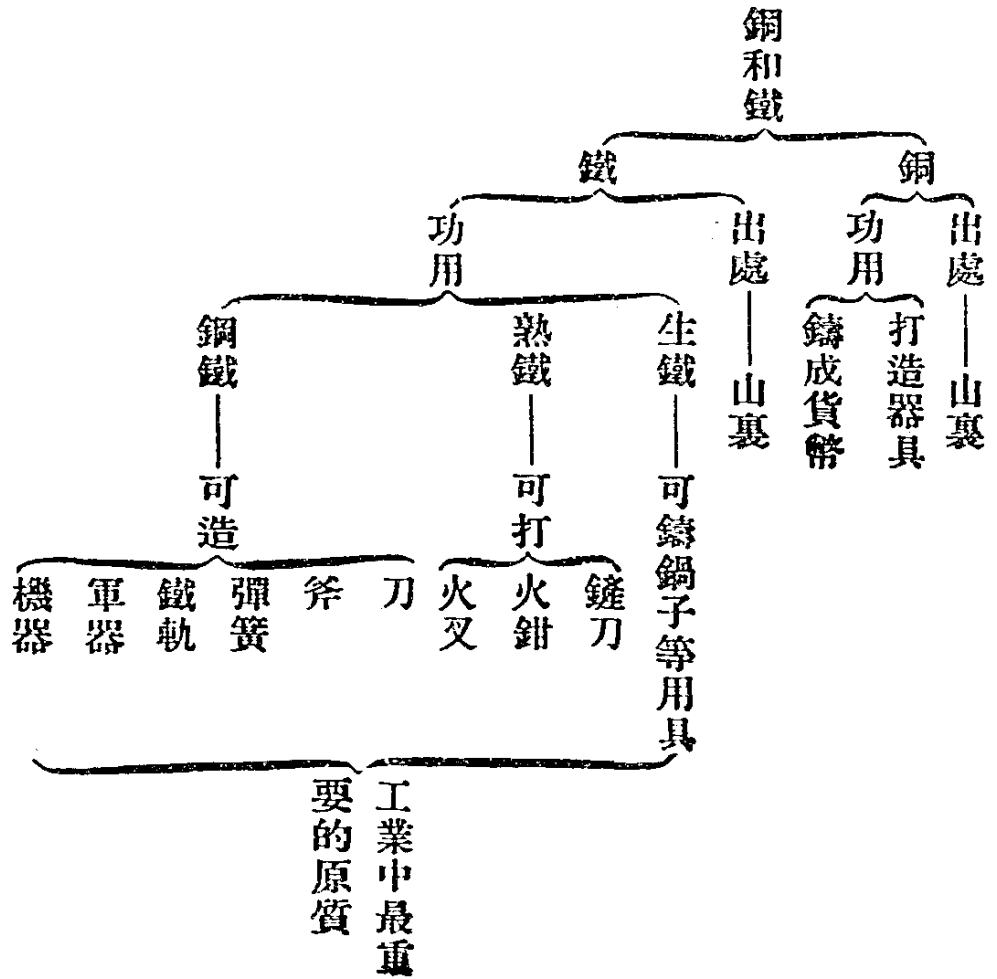 銅和鐵
銅
出處
山裏
功用
打造器具
鑄成貨幣
鐵
出處
山裏
功用
生鐵
可鑄鍋子等用具
熟鐵
可打
鏟刀
火鉗
火叉
鋼鐵
可造
刀
斧
彈簧
鐵軌
軍器
機器
工業中最重
要的原質